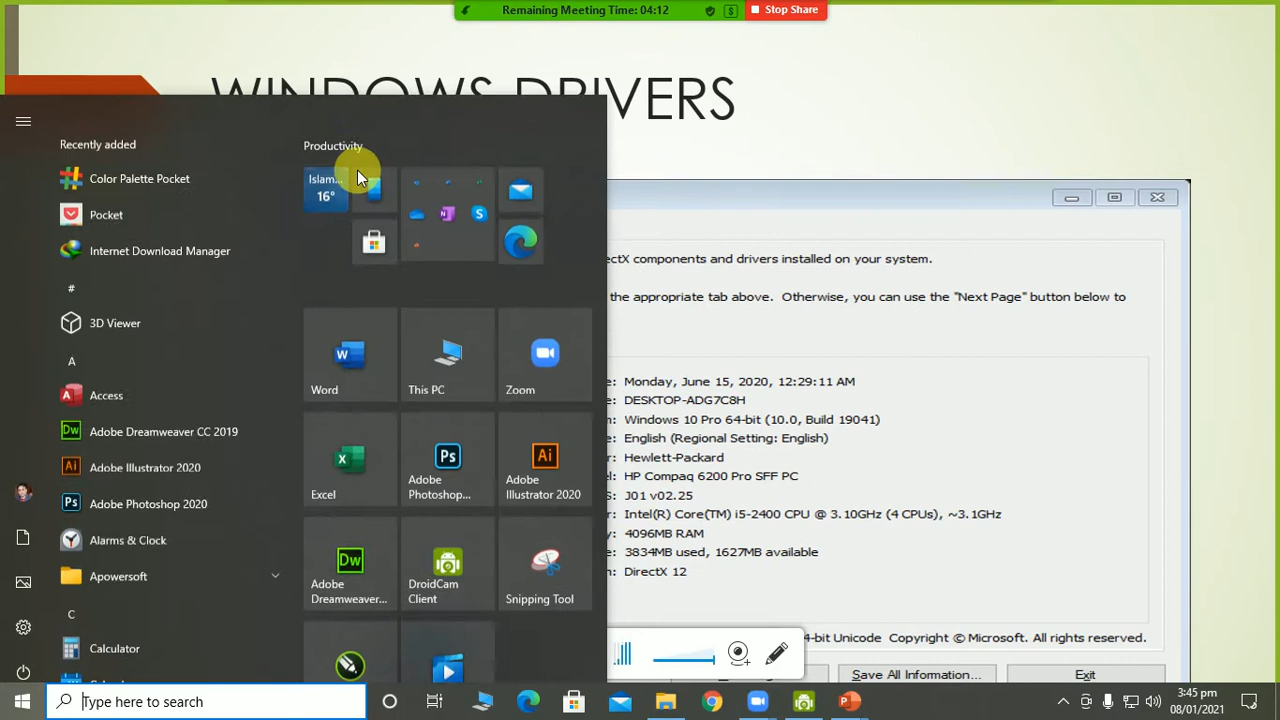 Remaining Meeting Time: 04:12
Stop Share
WINDOWS DRIVERS
Recently added
Color Palette Pocket
Pocket
Internet Download Manager
#
3D Viewer
A
Access
Adobe Dreamweaver CC 2019
Adobe Illustrator 2020
Adobe Photoshop 2020
Alarms & Clock
Apowersoft
C
Calculator
Productivity
Islam...
16°
Word
This PC
Zoom
Excel
Adobe Photoshop...
Adobe Illustrator 2020
Adobe Dreamweaver...
DroidCam Client
Snipping Tool
components and drivers installed on your system.
the appropriate tab above. Otherwise, you can use the "Next Page" button below to
Monday, June 15, 2020, 12:29:11 AM
DESKTOP-ADG7C8H
Windows 10 Pro 64-bit (10.0, Build 19041)
English (Regional Setting: English)
Hewlett-Packard
HP Compaq 6200 Pro SFF PC
J01 v02.25
Intel(R) Core(TM) i5-2400 CPU @ 3.10GHz (4 CPUs), ~3.1GHz
4096MB RAM
3834MB used, 1627MB available
DirectX 12
4-bit Unicode Copyright © Microsoft. All rights reserved.
Save All Information...
Exit
Type here to search
3:45 pm
08/01/2021